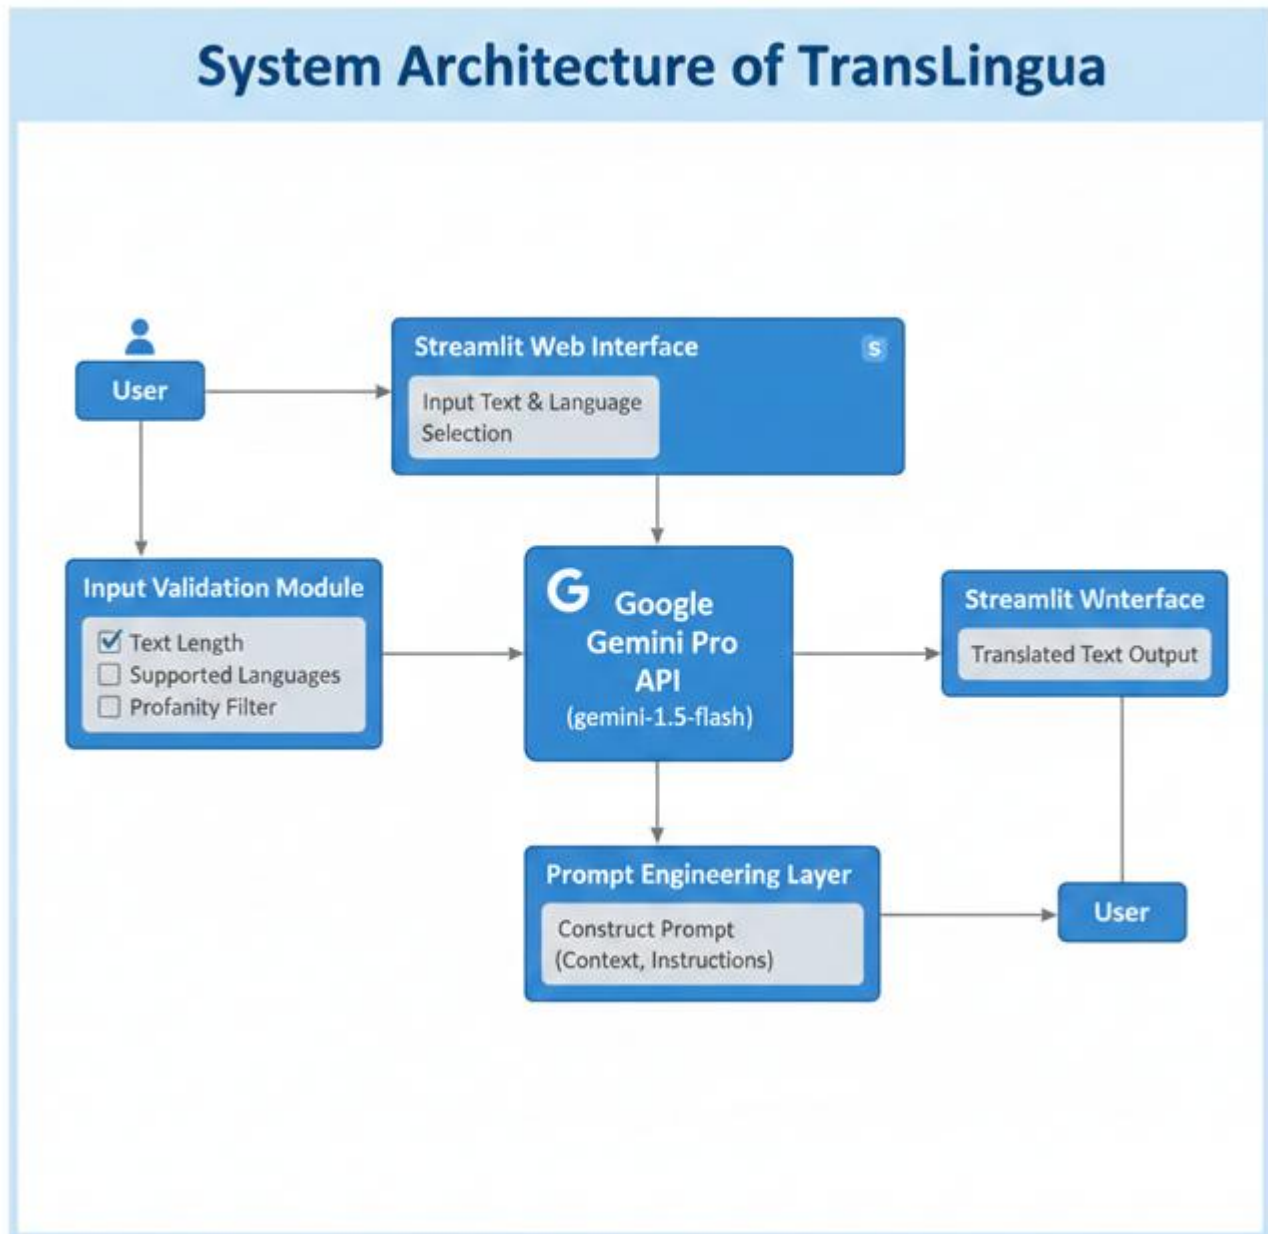 System Architecture of TransLingua
User
Streamlit Web Interface
S
Input Text & Language
Selection
Input Validation Module
Text Length
Supported Languages
Profanity Filter
G
Google
Gemini Pro
API
(gemini-1.5-flash)
Streamlit Wnterface
Translated Text Output
Prompt Engineering Layer
Construct Prompt
(Context, Instructions)
User